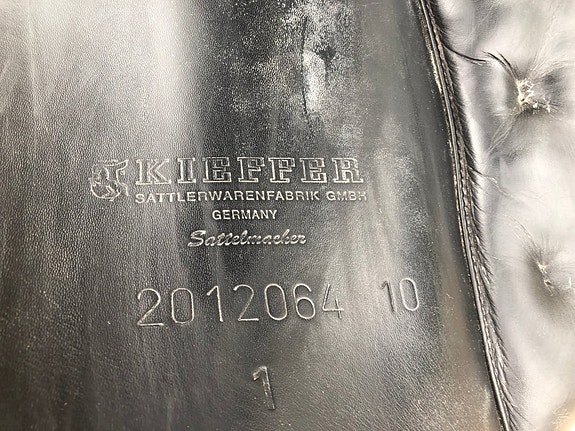 KIEFFER
SATTLERWARENFABRIK GMBH
GERMANY
Sattelmacher
2012064 10
1